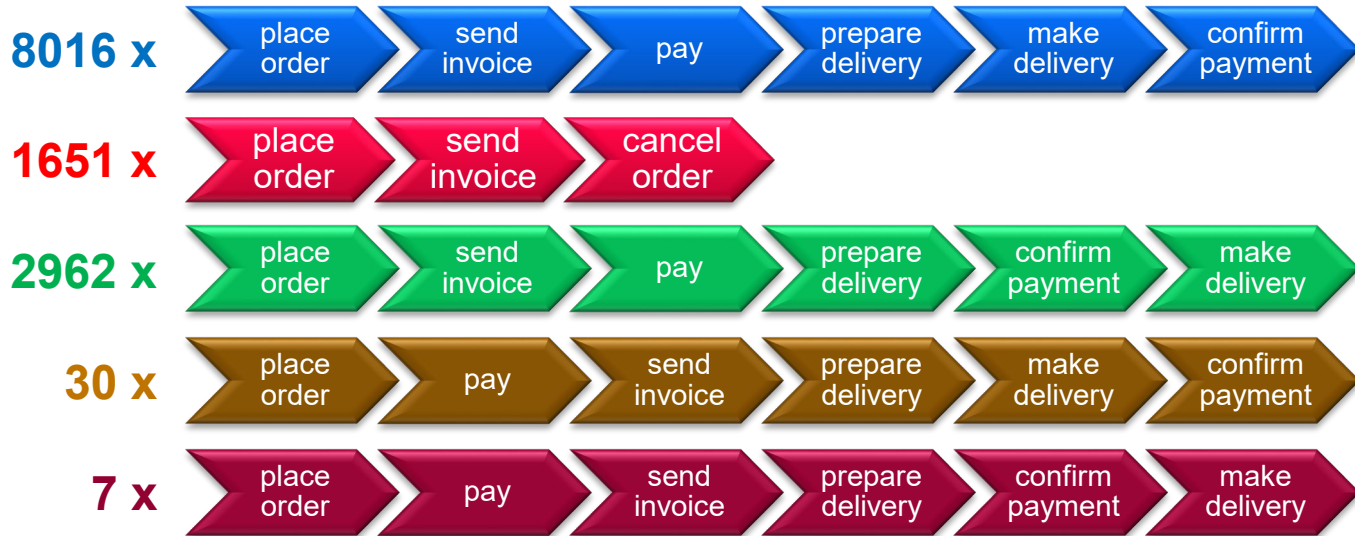 8016 x
place order
send invoice
pay
prepare delivery
make delivery
confirm payment
1651 x
place order
send invoice
cancel order
2962 x
place order
send invoice
pay
prepare delivery
confirm payment
make delivery
30 x
place order
pay
send invoice
prepare delivery
make delivery
confirm payment
7 x
place order
pay
send invoice
prepare delivery
confirm payment
make delivery